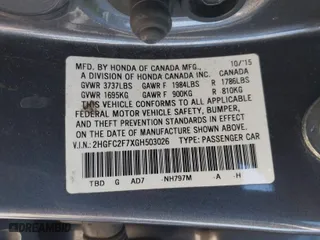 MFD. BY HONDA OF CANADA MFG., 10/15
A DIVISION OF HONDA CANADA INC. CANADA
GVWR 3737LBS GAWR F 1984LBS R 1786LBS
GVWR 1695KG GAWR F 900KG R 810KG
THIS VEHICLE CONFORMS TO ALL APPLICABLE
FEDERAL MOTOR VEHICLE SAFETY, BUMPER,
AND THEFT PREVENTION STANDARDS IN EFFECT
ON THE DATE OF MANUFACTURE SHOWN ABOVE.
V.I.N.: 2HGFC2F7XGH503026 TYPE: PASSENGER CAR
TBD G AD7 -NH797M -A -H
© DREAMBID